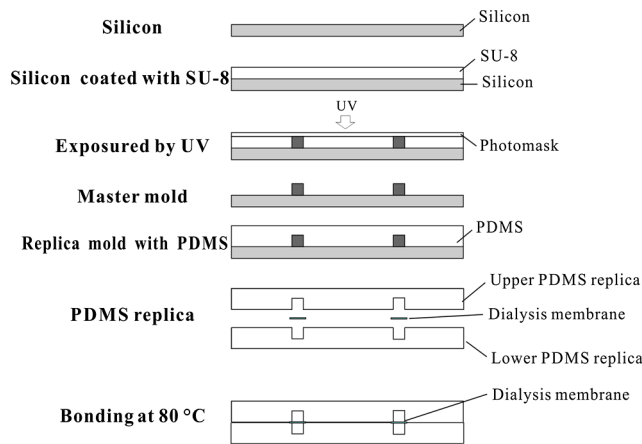 Silicon
Silicon
SU-8
Silicon coated with SU-8
Silicon
UV
Exposured by UV
Photomask
Master mold
Replica mold with PDMS
PDMS
Upper PDMS replica
PDMS replica
Dialysis membrane
Lower PDMS replica
Dialysis membrane
Bonding at 80 °C